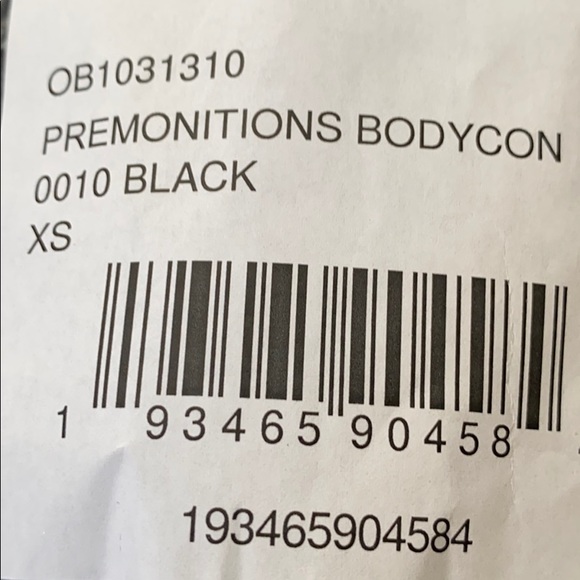 OB1031310
PREMONITIONS BODYCON
0010 BLACK
XS
1 93465 90458
193465904584